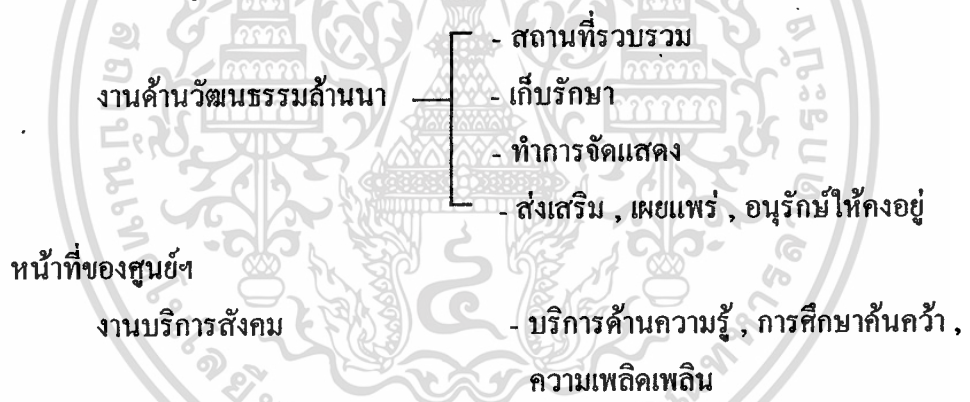 - สถานที่รวบรวม
งานด้านวัฒนธรรมล้านนา - เก็บรักษา
- ทำการจัดแสดง
- ส่งเสริม , เผยแพร่ , อนุรักษ์ให้คงอยู่
หน้าที่ของศูนย์ฯ
งานบริการสังคม - บริการด้านความรู้ , การศึกษาค้นคว้า ,
ความเพลิดเพลิน